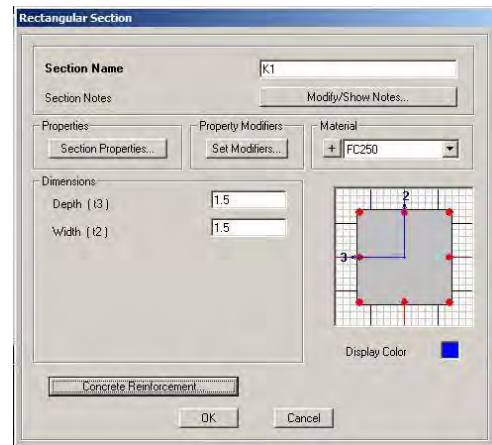 Rectangular Section
Section Name K1
Section Notes Modify/Show Notes...
Properties Property Modifiers Material
Section Properties... Set Modifiers... + FC250
Dimensions
Depth ( t3 ) 1.5
Width ( t2 ) 1.5
2
3
Display Color
Concrete Reinforcement...
OK Cancel